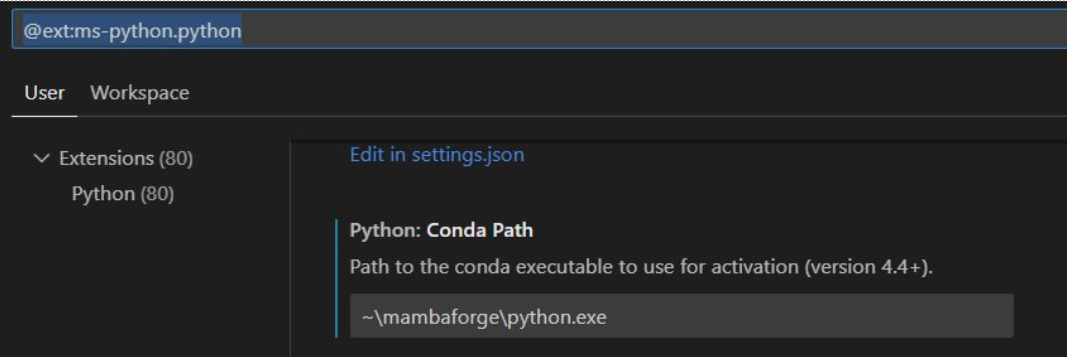 @ext:ms-python.python
User Workspace
Extensions (80)
Python (80)
Edit in settings.json
Python: Conda Path
Path to the conda executable to use for activation (version 4.4+).
~\mambaforge\python.exe